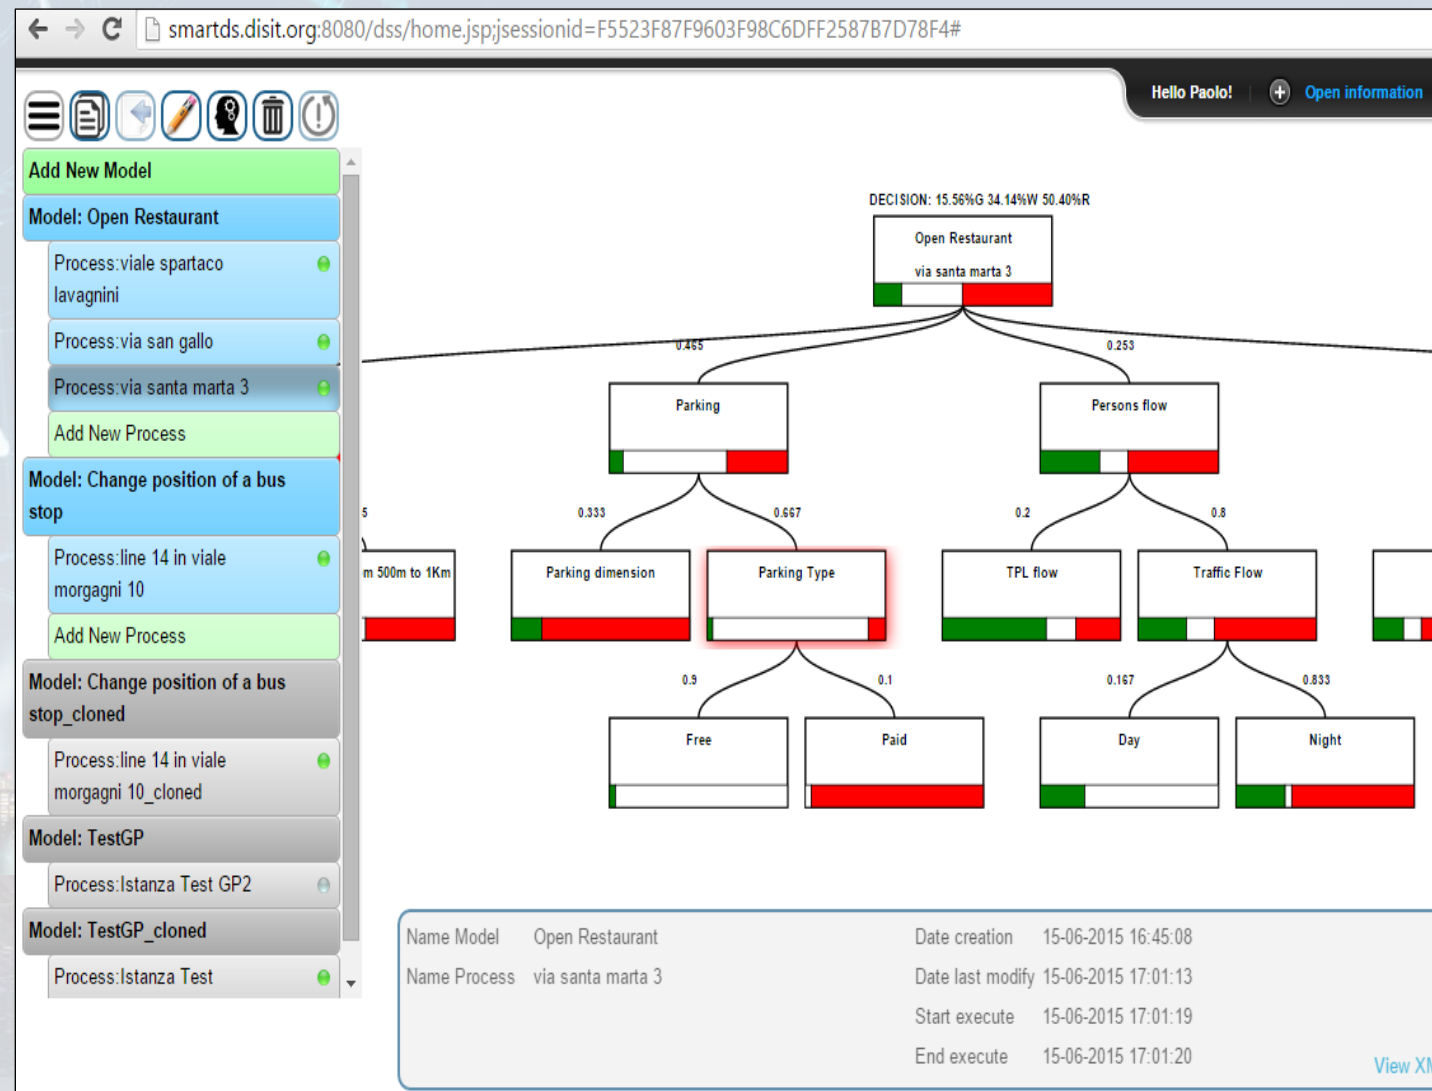 smartds.disit.org:8080/dss/home.jsp;jsessionid=F5523F87F9603F98C6DFF2587B7D78F4#
Hello Paolo!
Open information
Add New Model
Model: Open Restaurant
Process:viale spartaco
lavagnini
Process:via san gallo
Process:via santa marta 3
Add New Process
Model: Change position of a bus
stop
Process:line 14 in viale
morgagni 10
Add New Process
Model: Change position of a bus
stop_cloned
Process:line 14 in viale
morgagni 10_cloned
Model: TestGP
Process:Istanza Test GP2
Model: TestGP_cloned
Process:Istanza Test
DECISION: 15.56%G 34.14%W 50.40%R
Open Restaurant
via santa marta 3
0.465
0.253
Parking
Persons flow
5
0.333
0.667
0.2
0.8
m 500m to 1Km
Parking dimension
Parking Type
TPL flow
Traffic Flow
0.9
0.1
0.167
0.833
Free
Paid
Day
Night
Name Model Open Restaurant
Name Process via santa marta 3
Date creation 15-06-2015 16:45:08
Date last modify 15-06-2015 17:01:13
Start execute 15-06-2015 17:01:19
End execute 15-06-2015 17:01:20
View XM